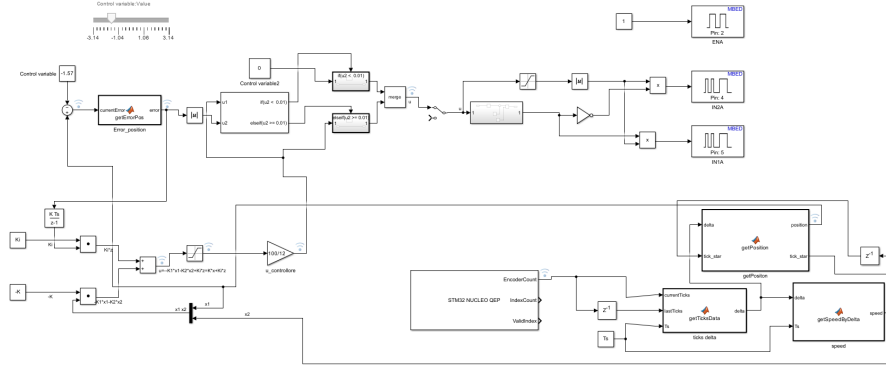 Control variable:Value
-3.14 -1.04 1.06 3.14
Control variable
-1.57
currentError
getErrorPos
error
Error_position
|u|
0
Control variable2
u1
u2
if(u2 < 0.01)
elseif(u2 >= 0.01)
if(u2 < 0.01)
elseif(u2 >= 0.01)
merge
u
|u|
x
x
1
MBED
Pin: 2
ENA
MBED
Pin: 4
IN2A
MBED
Pin: 5
IN1A
K Ts
z-1
Ki
Ki
Ki*z
-K
-K
-K1*x1-K2*x2
u=-K1*x1-K2*x2+Ki*z=-K*x+Ki*z
100/12
u_controllore
x1 x2
x1
x2
STM32 NUCLEO QEP
EncoderCount
IndexCount
ValidIndex
Z-1
Ts
currentTicks
lastTicks
Ts
getTicksData
delta
ticks delta
delta
tick_star
getPosition
position
tick_star
getPosition
Z-1
delta
Ts
getSpeedByDelta
speed
speed